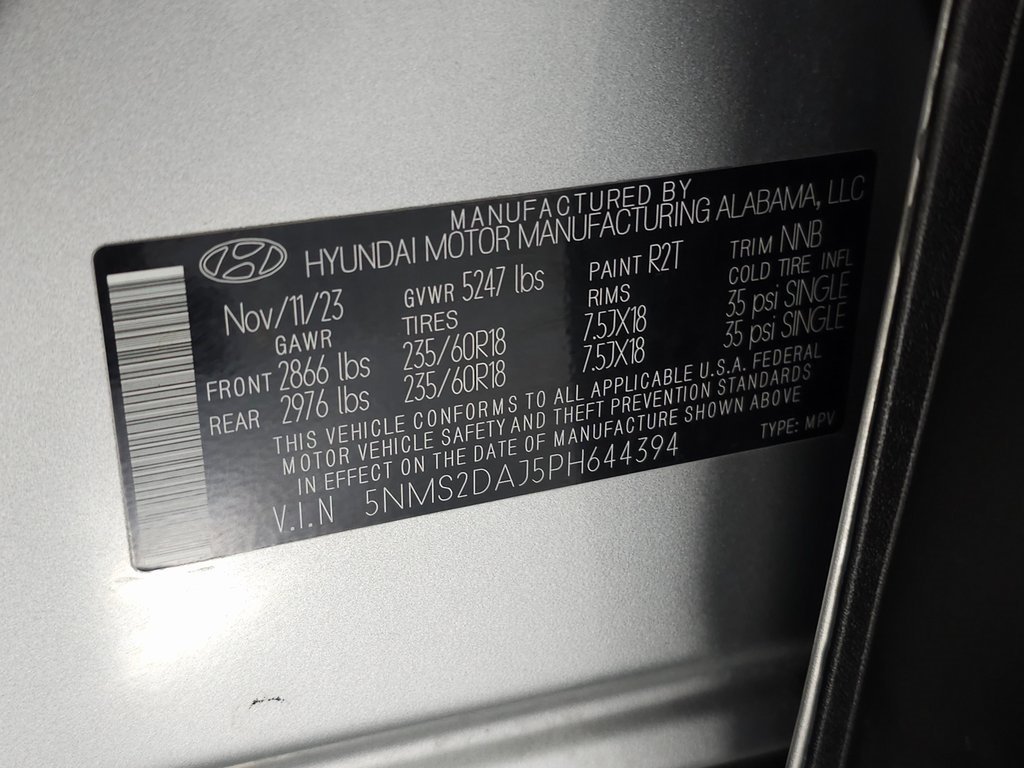 MANUFACTURED BY
HYUNDAI MOTOR MANUFACTURING ALABAMA, LLC
Nov/11/23 GVWR 5247 lbs PAINT R2T TRIM NNB
GAWR TIRES RIMS COLD TIRE INFL
FRONT 2866 lbs 235/60R18 7.5JX18 35 psi SINGLE
REAR 2976 lbs 235/60R18 7.5JX18 35 psi SINGLE
THIS VEHICLE CONFORMS TO ALL APPLICABLE U.S.A. FEDERAL
MOTOR VEHICLE SAFETY AND THEFT PREVENTION STANDARDS
IN EFFECT ON THE DATE OF MANUFACTURE SHOWN ABOVE
V.I.N 5NMS2DAJ5PH644394 TYPE: MPV